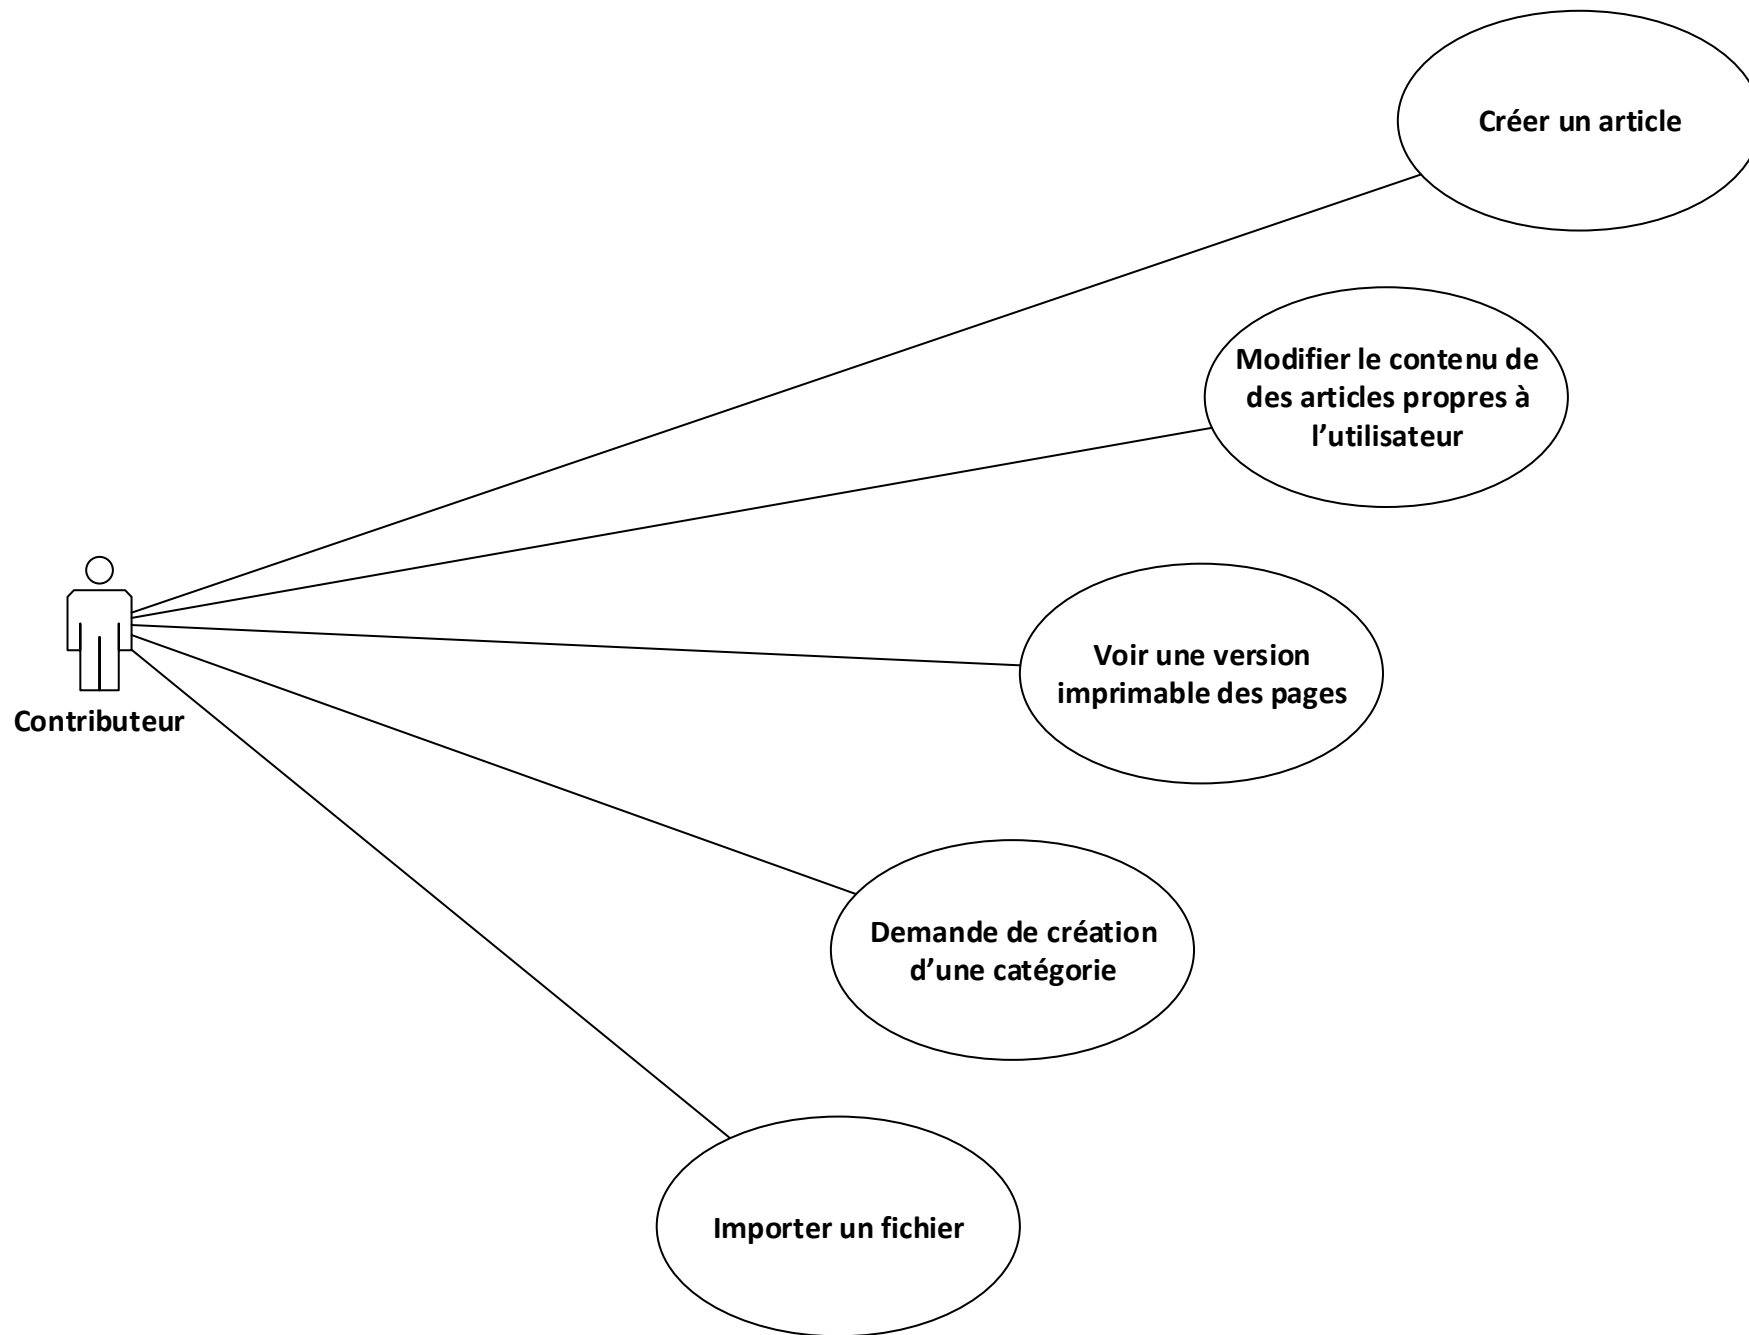 Créer un article
Modifier le contenu de
des articles propres à
l’utilisateur
Voir une version
imprimable des pages
Contributeur
Demande de création
d’une catégorie
Importer un fichier